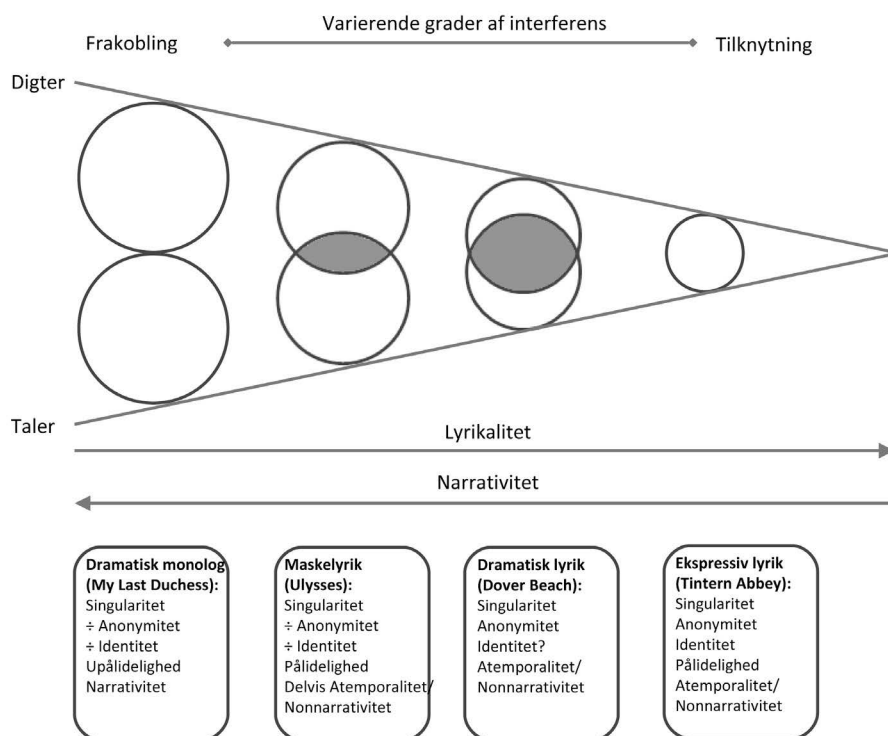 Varierende grader af interferens
Frakobling
Tilknytning
Digter
Taler
Lyrikalitet
Narrativitet
Dramatisk monolog
(My Last Duchess):
Singularitet
÷ Anonymitet
÷ Identitet
Upålidelighed
Narrativitet
Maskelyrik
(Ulysses):
Singularitet
÷ Anonymitet
÷ Identitet
Pålidelighed
Delvis Atemporalitet/
Nonnarrativitet
Dramatisk lyrik
(Dover Beach):
Singularitet
Anonymitet
Identitet?
Atemporalitet/
Nonnarrativitet
Ekspressiv lyrik
(Tintern Abbey):
Singularitet
Anonymitet
Identitet
Pålidelighed
Atemporalitet/
Nonnarrativitet